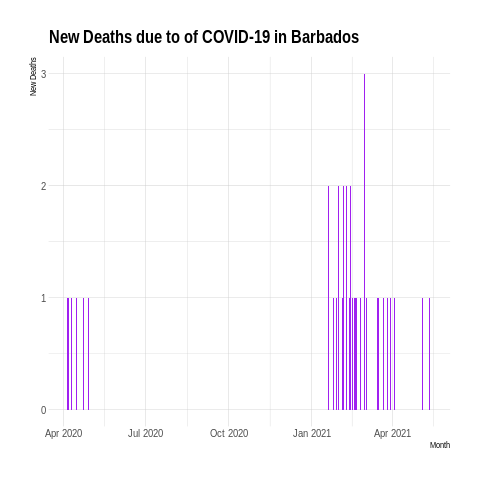 New Deaths due to of COVID-19 in Barbados
New Deaths
3
2
1
0
Apr 2020 Jul 2020 Oct 2020 Jan 2021 Apr 2021
Month